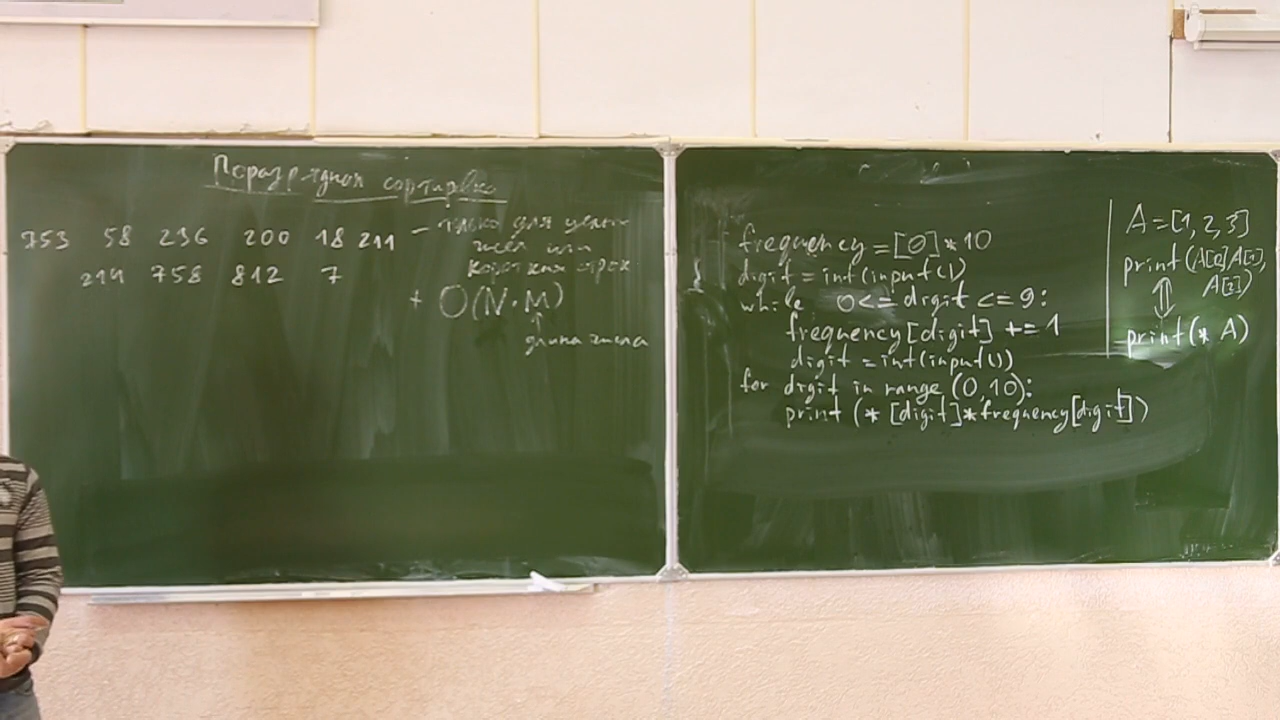 Поразрядная сортировка
753 58 236 200 18 211
214 758 812 7
- только для целых
чисел или
коротких строк
+ O(N·M)
↑
длина числа
frequency = [0] * 10
digit = int(input())
while 0 <= digit <= 9:
frequency[digit] += 1
digit = int(input())
for digit in range (0,10):
print (* [digit]*frequency[digit])
A = [1, 2, 3]
print(A[0], A[1],
A[2])
⇕
print(* A)